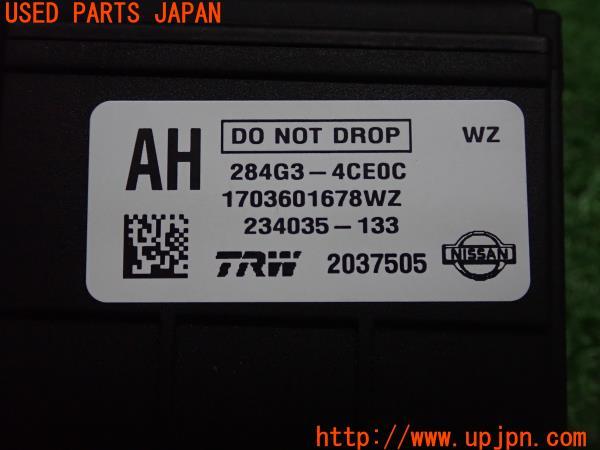 USED PARTS JAPAN
AH
DO NOT DROP
WZ
284G3-4CE0C
1703601678WZ
234035-133
TRW 2037505 NISSAN
http://www.upjpn.com/